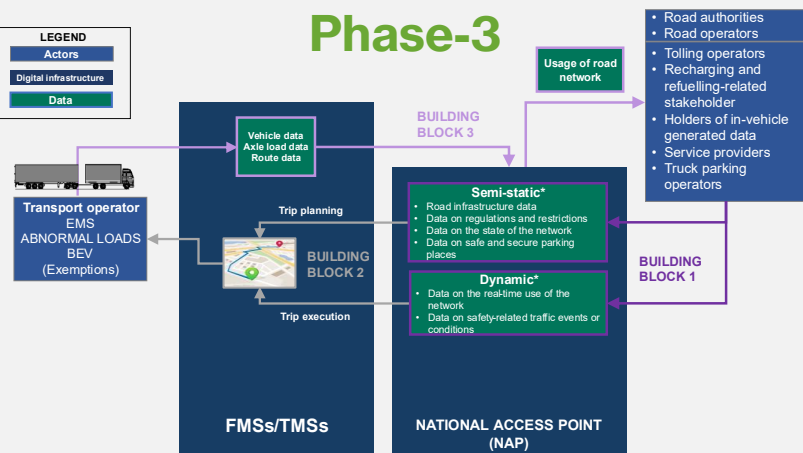 Phase-3
LEGEND
Actors
Digital infrastructure
Data
Usage of road
network
• Road authorities
• Road operators
• Tolling operators
• Recharging and
refuelling-related
stakeholder
• Holders of in-vehicle
generated data
• Service providers
• Truck parking
operators
Vehicle data
Axle load data
Route data
BUILDING
BLOCK 3
Transport operator
EMS
ABNORMAL LOADS
BEV
(Exemptions)
Trip planning
BUILDING
BLOCK 2
Trip execution
Semi-static*
• Road infrastructure data
• Data on regulations and restrictions
• Data on the state of the network
• Data on safe and secure parking
places
Dynamic*
• Data on the real-time use of the
network
• Data on safety-related traffic events or
conditions
BUILDING
BLOCK 1
FMSs/TMSs
NATIONAL ACCESS POINT
(NAP)